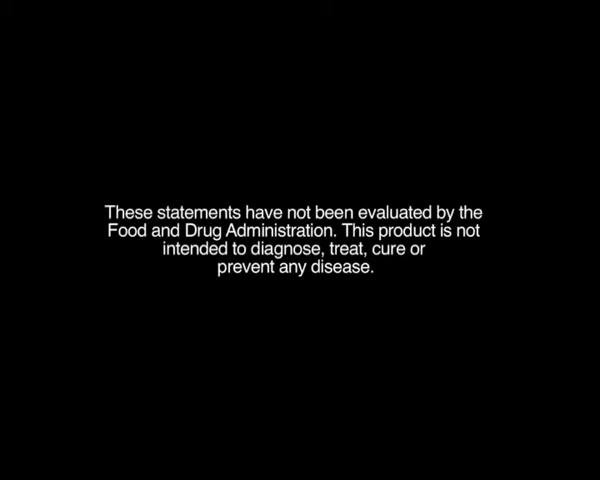 These statements have not been evaluated by the
Food and Drug Administration. This product is not
intended to diagnose, treat, cure or
prevent any disease.